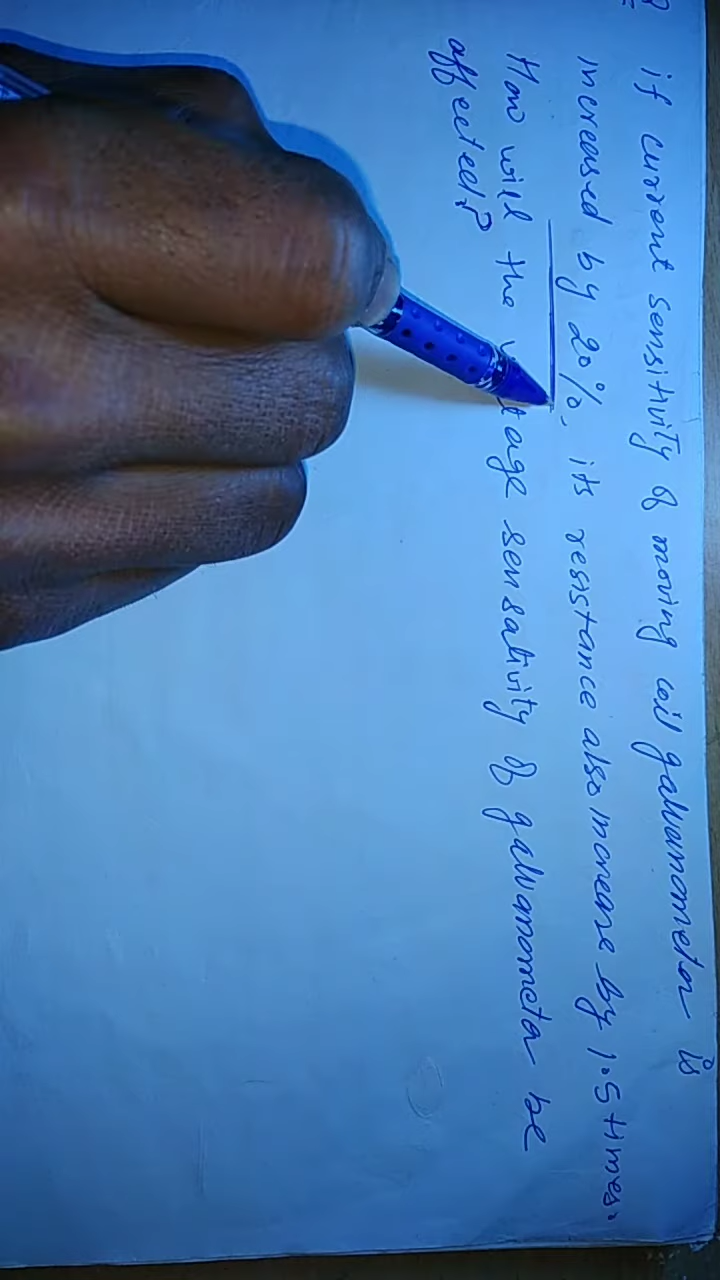 if current sensitivity of moving coil galvanometer is
increased by 20%, its resistance also increase by 1.5 times.
How will the tage sensativity of galvanometer be
affected?